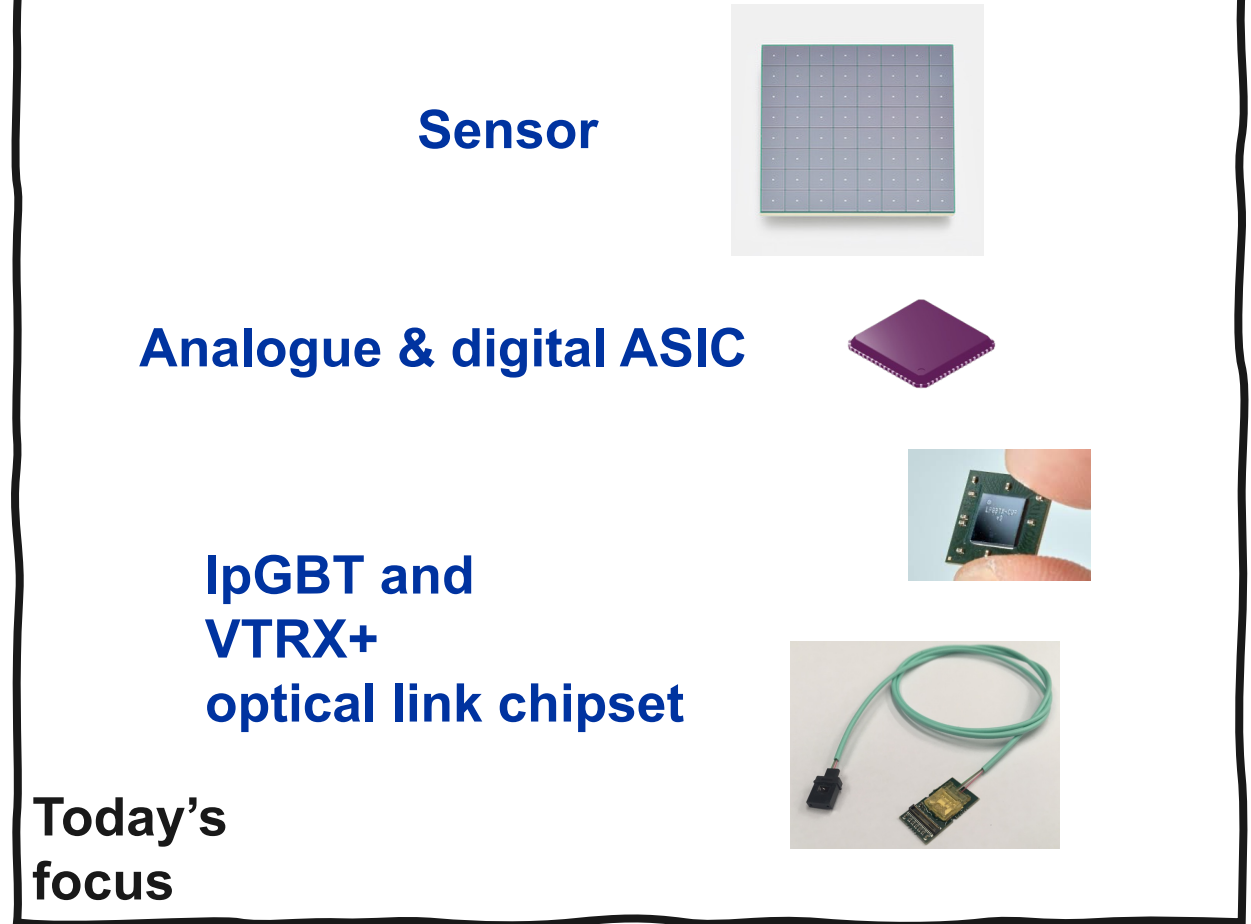 Sensor
Analogue & digital ASIC
lpGBT and
VTRX+
optical link chipset
Today’s
focus